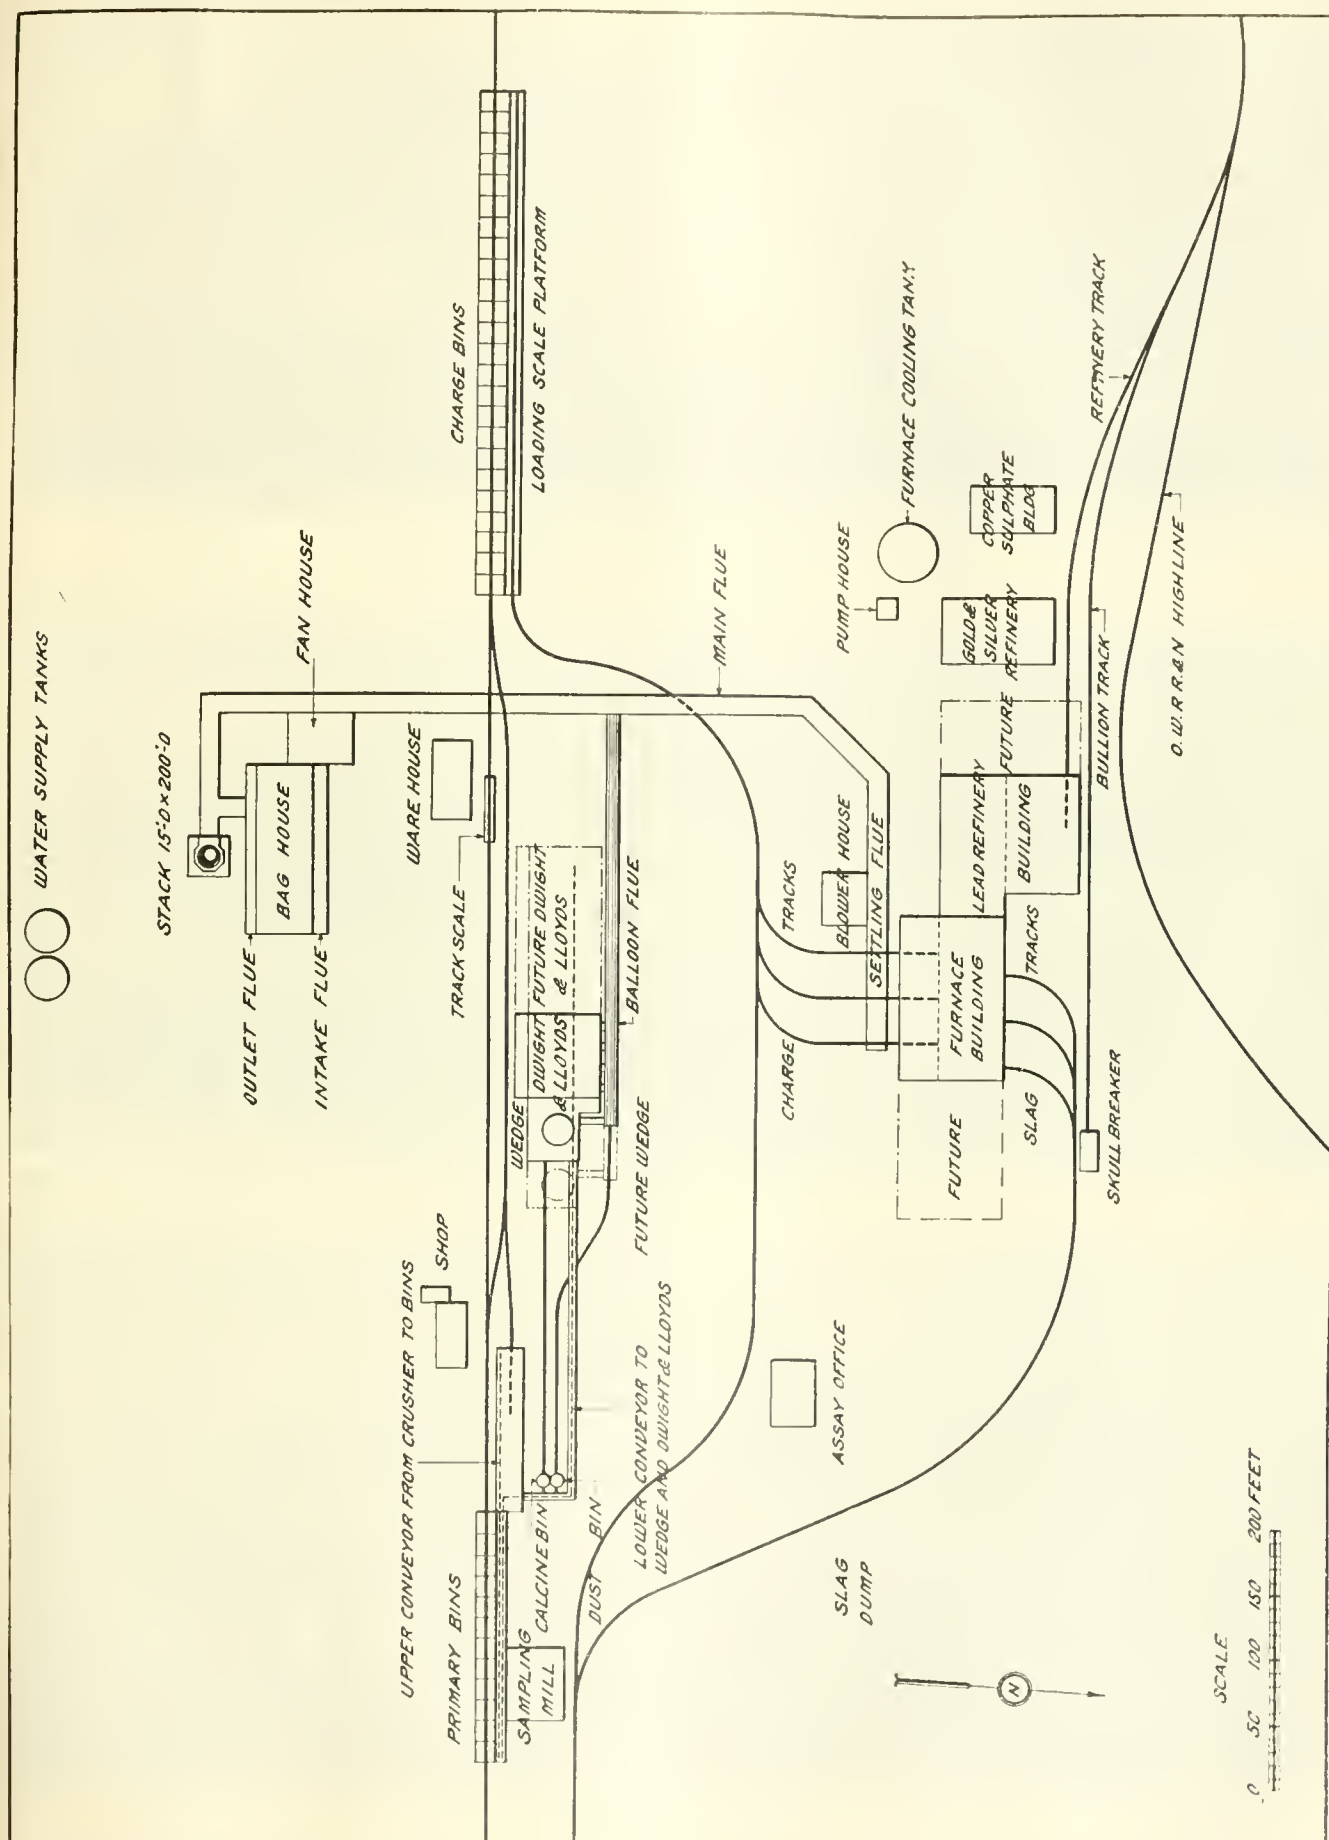 WATER SUPPLY TANKS
STACK 15'-0 x 200'-0
OUTLET FLUE
BAG HOUSE
INTAKE FLUE
FAN HOUSE
UPPER CONVEYOR FROM CRUSHER TO BINS
SHOP
WARE HOUSE
TRACK SCALE
CHARGE BINS
LOADING SCALE PLATFORM
PRIMARY BINS
SAMPLING
MILL
CALCINE BIN
DUST BIN
WEDGE
DWIGHT
& LLOYDS
FUTURE DWIGHT
& LLOYDS
BALLOON FLUE
FUTURE WEDGE
LOWER CONVEYOR TO
WEDGE AND DWIGHT & LLOYDS
MAIN FLUE
CHARGE TRACKS
ASSAY OFFICE
SLAG
DUMP
BLOWER HOUSE
SETTLING FLUE
PUMP HOUSE
FURNACE COOLING TANK
FUTURE
FURNACE
BUILDING
LEAD REFINERY
BUILDING
FUTURE
GOLD &
SILVER
REFINERY
COPPER
SULPHATE
BLDG
SLAG TRACKS
SKULL BREAKER
BULLION TRACK
REFINERY TRACK
O.W.R R.& N HIGH LINE
N
SCALE
0 50 100 150 200 FEET